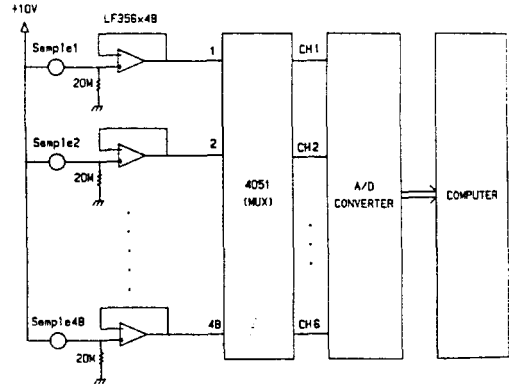 +10V
LF356x48
Sample1
20M
1
CH1
Sample2
20M
2
CH2
4051
(MUX)
A/D
CONVERTER
COMPUTER
Sample48
20M
48
CH6